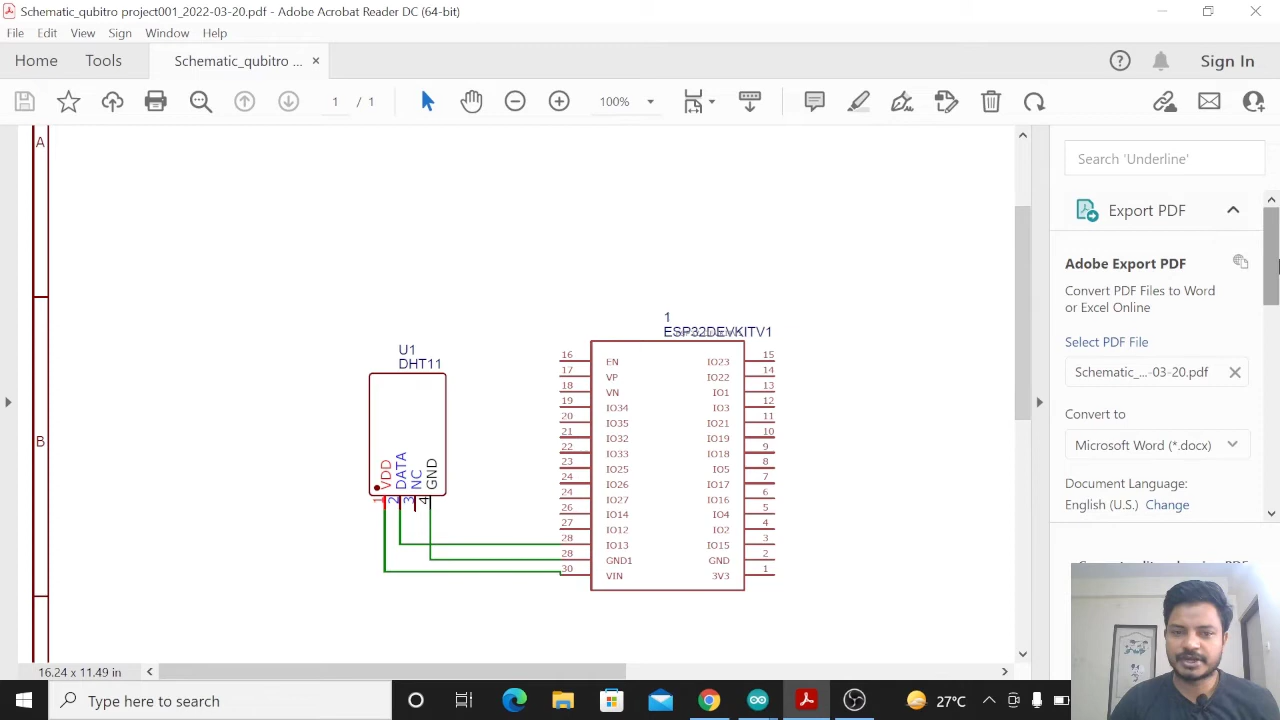 Schematic_qubitro project001_2022-03-20.pdf - Adobe Acrobat Reader DC (64-bit)
File Edit View Sign Window Help
Home Tools Schematic_qubitro ... × Sign In
1 / 1 100%
Search 'Underline'
Export PDF
Adobe Export PDF
Convert PDF Files to Word
or Excel Online
Select PDF File
Schematic_...-03-20.pdf
Convert to
Microsoft Word (*.docx)
Document Language:
English (U.S.) Change
A
B
U1
DHT11
VDD
DATA
NC
GND
1
2
3
4
1
ESP32DEVKITV1
16 EN IO23 15
17 VP IO22 14
18 VN IO1 13
19 IO34 IO3 12
20 IO35 IO21 11
21 IO32 IO19 10
22 IO33 IO18 9
23 IO25 IO5 8
24 IO26 IO17 7
24 IO27 IO16 6
26 IO14 IO4 5
27 IO12 IO2 4
28 IO13 IO15 3
28 GND1 GND 2
30 VIN 3V3 1
16.24 x 11.49 in
Type here to search
27°C